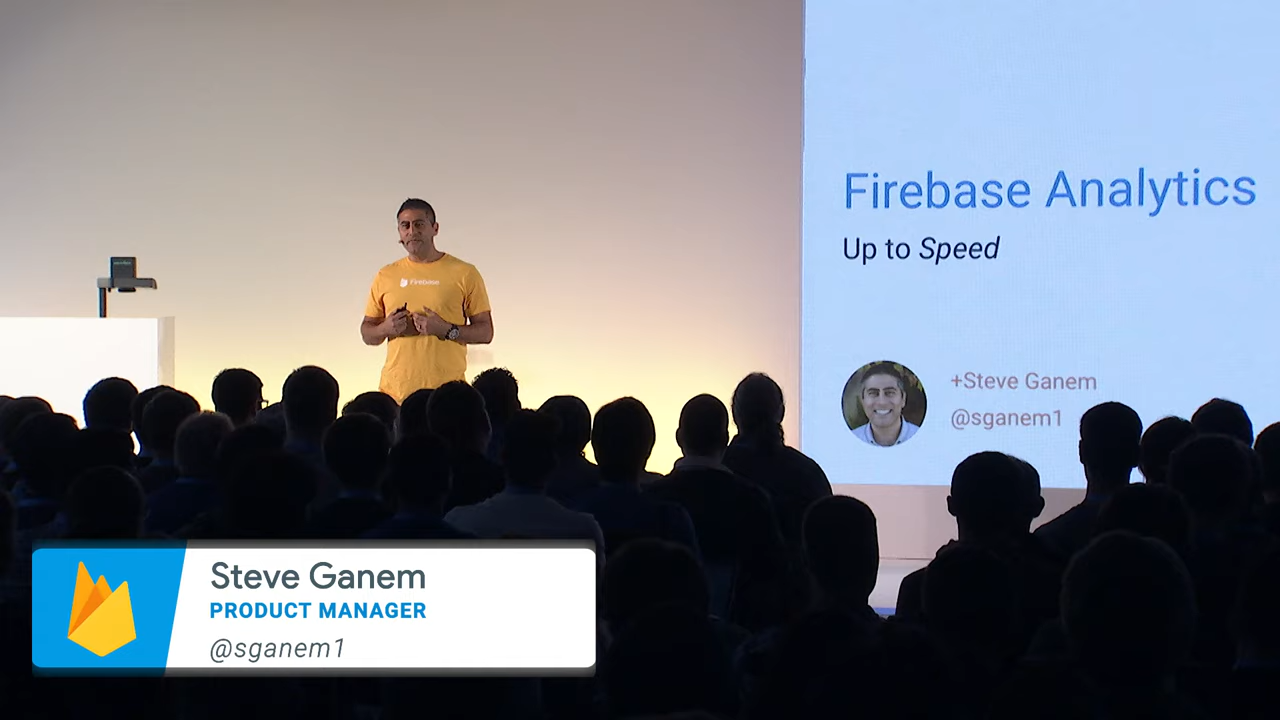 Firebase Analytics
Up to Speed
+Steve Ganem
@sganem1
Firebase
Steve Ganem
PRODUCT MANAGER
@sganem1